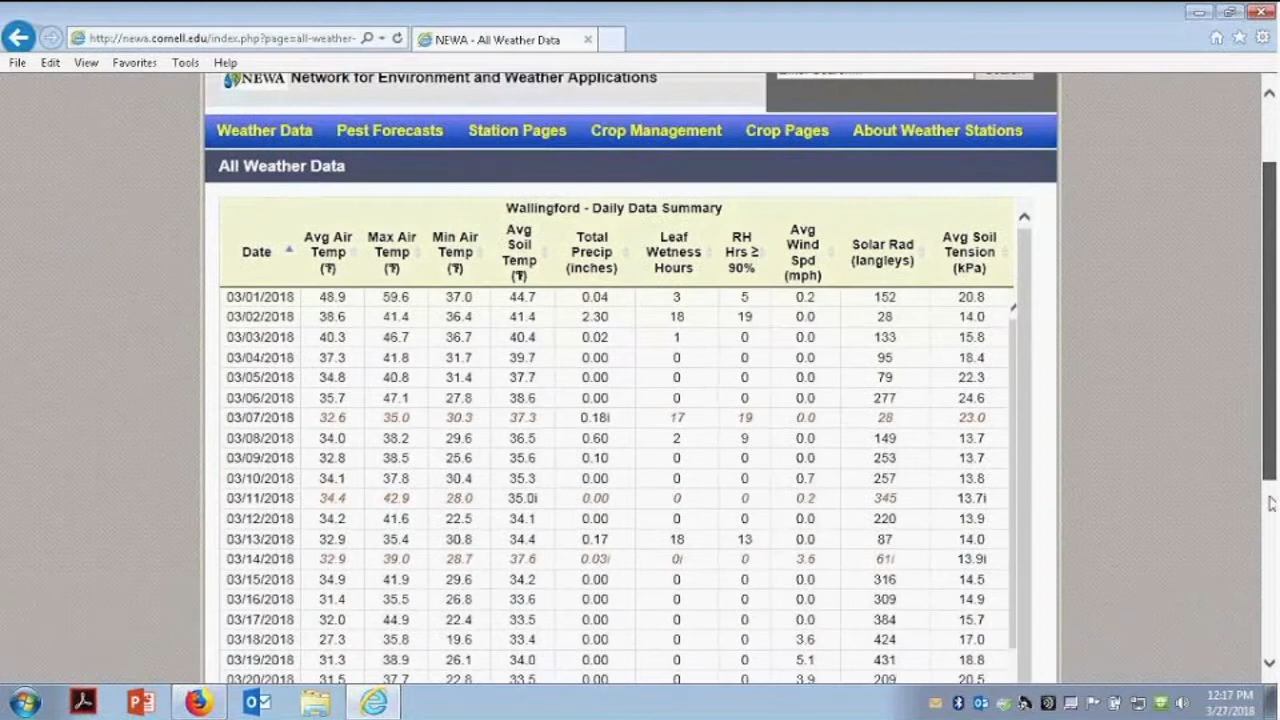 http://newa.cornell.edu/index.php?page=all-weather-
NEWA - All Weather Data
File Edit View Favorites Tools Help
NEWA Network for Environment and Weather Applications
Weather Data Pest Forecasts Station Pages Crop Management Crop Pages About Weather Stations
All Weather Data
Wallingford - Daily Data Summary
Date Avg Air Temp (°F) Max Air Temp (°F) Min Air Temp (°F) Avg Soil Temp (°F) Total Precip (inches) Leaf Wetness Hours RH Hrs ≥ 90% Avg Wind Spd (mph) Solar Rad (langleys) Avg Soil Tension (kPa)
03/01/2018 48.9 59.6 37.0 44.7 0.04 3 5 0.2 152 20.8
03/02/2018 38.6 41.4 36.4 41.4 2.30 18 19 0.0 28 14.0
03/03/2018 40.3 46.7 36.7 40.4 0.02 1 0 0.0 133 15.8
03/04/2018 37.3 41.8 31.7 39.7 0.00 0 0 0.0 95 18.4
03/05/2018 34.8 40.8 31.4 37.7 0.00 0 0 0.0 79 22.3
03/06/2018 35.7 47.1 27.8 38.6 0.00 0 0 0.0 277 24.6
03/07/2018 32.6 35.0 30.3 37.3 0.18i 17 19 0.0 28 23.0
03/08/2018 34.0 38.2 29.6 36.5 0.60 2 9 0.0 149 13.7
03/09/2018 32.8 38.5 25.6 35.6 0.10 0 0 0.0 253 13.7
03/10/2018 34.1 37.8 30.4 35.3 0.00 0 0 0.7 257 13.8
03/11/2018 34.4 42.9 28.0 35.0i 0.00 0 0 0.2 345 13.7i
03/12/2018 34.2 41.6 22.5 34.1 0.00 0 0 0.0 220 13.9
03/13/2018 32.9 35.4 30.8 34.4 0.17 18 13 0.0 87 14.0
03/14/2018 32.9 39.0 28.7 37.6 0.03i 0i 0 3.6 61i 13.9i
03/15/2018 34.9 41.9 29.6 34.2 0.00 0 0 0.0 316 14.5
03/16/2018 31.4 35.5 26.8 33.6 0.00 0 0 0.0 309 14.9
03/17/2018 32.0 44.9 22.4 33.5 0.00 0 0 0.0 384 15.7
03/18/2018 27.3 35.8 19.6 33.4 0.00 0 0 3.6 424 17.0
03/19/2018 31.3 38.9 26.1 34.0 0.00 0 0 5.1 431 18.8
03/20/2018 31.5 37.7 22.8 33.5 0.00 0 0 3.9 209 20.5
12:17 PM
3/27/2018